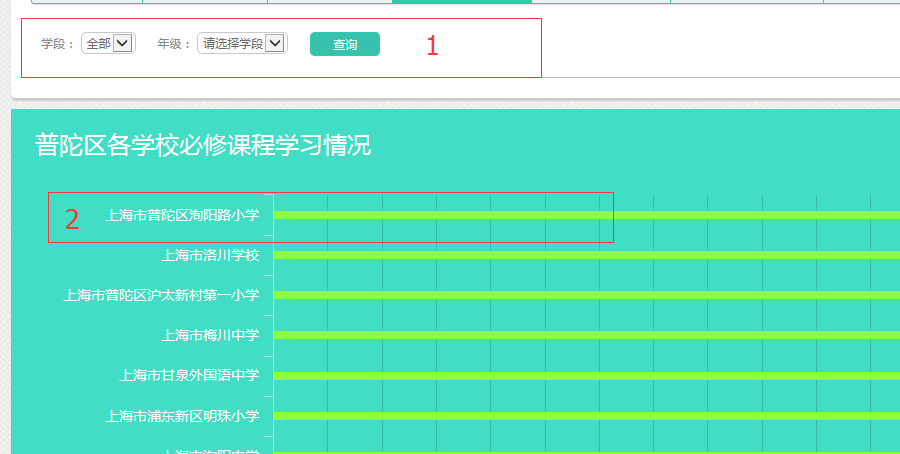 学段： 全部 年级： 请选择学段 查询 1
普陀区各学校必修课程学习情况
2 上海市普陀区洵阳路小学
上海市洛川学校
上海市普陀区沪太新村第一小学
上海市梅川中学
上海市甘泉外国语中学
上海市浦东新区明珠小学